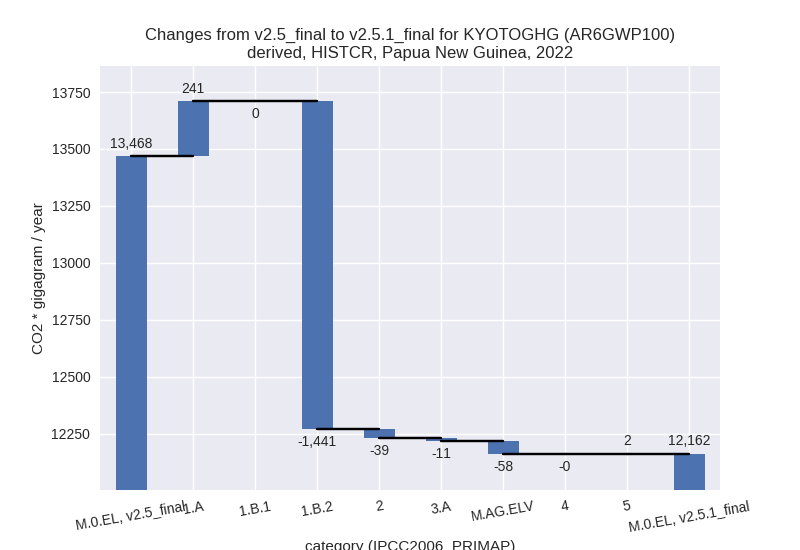 Changes from v2.5_final to v2.5.1_final for KYOTOGHG (AR6GWP100)
derived, HISTCR, Papua New Guinea, 2022
CO2 * gigagram / year
13750
13500
13250
13000
12750
12500
12250
13,468
241
0
-1,441
-39
-11
-58
-0
2
12,162
M.0.EL, v2.5_final
1.A
1.B.1
1.B.2
2
3.A
M.AG.ELV
4
5
M.0.EL, v2.5.1_final
category (IPCC2006_PRIMAP)